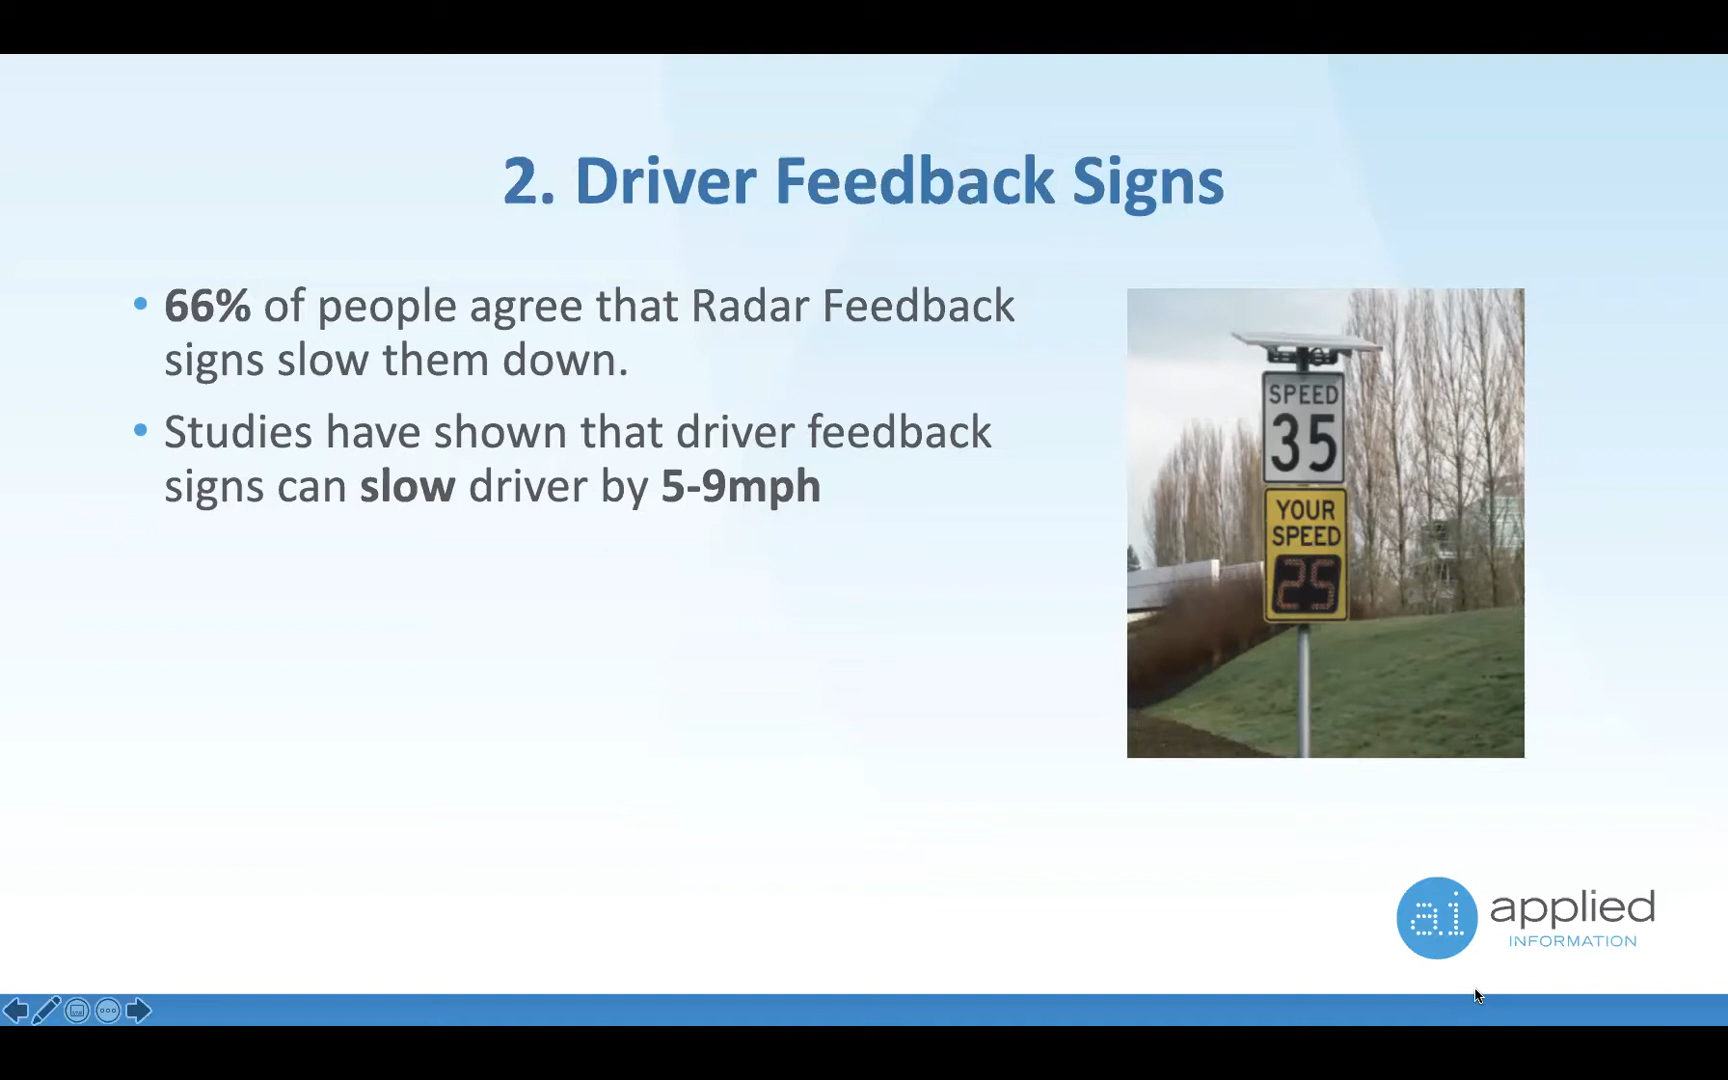 2. Driver Feedback Signs
• 66% of people agree that Radar Feedback
signs slow them down.
• Studies have shown that driver feedback
signs can slow driver by 5-9mph
SPEED
35
YOUR
SPEED
25
ai applied
INFORMATION